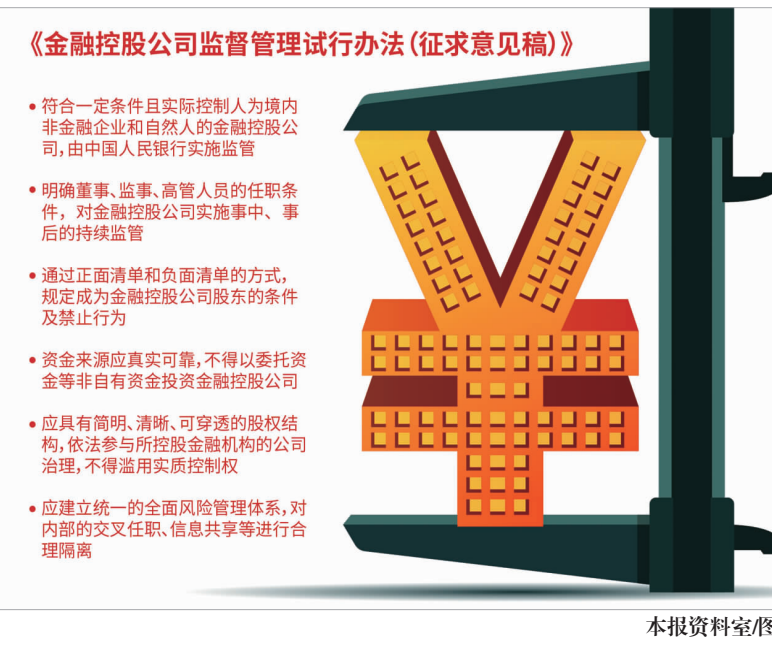 《金融控股公司监督管理试行办法(征求意见稿)》
• 符合一定条件且实际控制人为境内
非金融企业和自然人的金融控股公
司,由中国人民银行实施监管
• 明确董事、监事、高管人员的任职条
件，对金融控股公司实施事中、事
后的持续监管
• 通过正面清单和负面清单的方式,
规定成为金融控股公司股东的条件
及禁止行为
• 资金来源应真实可靠,不得以委托资
金等非自有资金投资金融控股公司
• 应具有简明、清晰、可穿透的股权结
构,依法参与所控股金融机构的公司
治理,不得滥用实质控制权
• 应建立统一的全面风险管理体系,对
内部的交叉任职、信息共享等进行合
理隔离
本报资料室/图